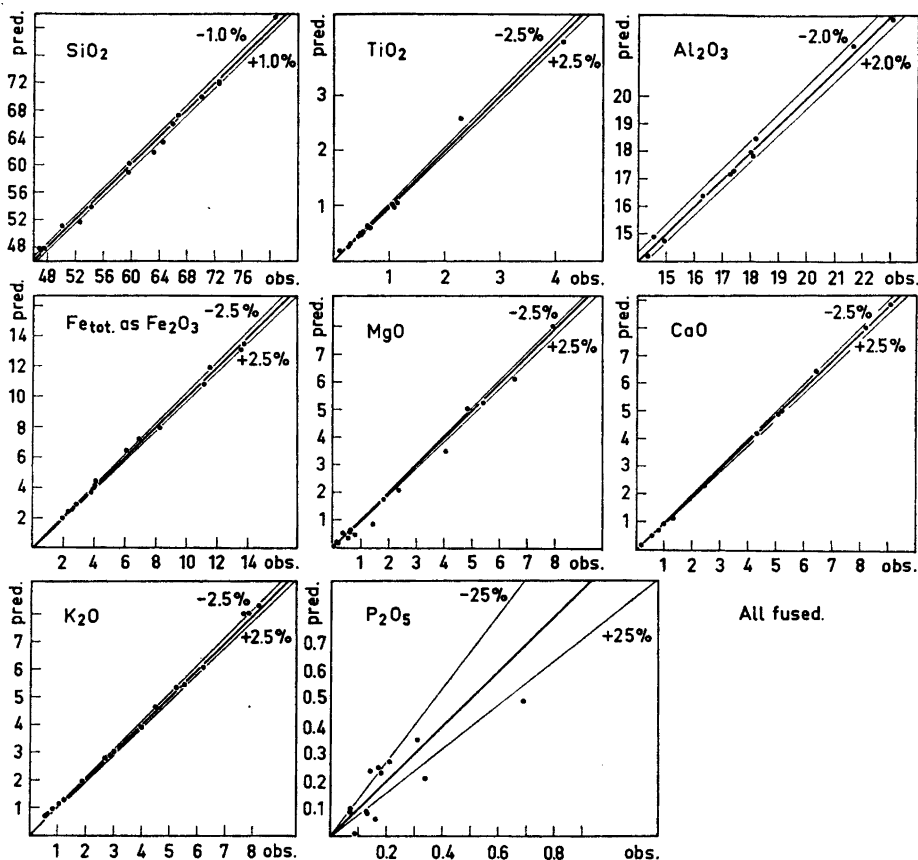 pred.
SiO2
-1.0%
+1.0%
72
68
64
60
56
52
48
48 52 56 60 64 68 72 76 obs.
pred.
TiO2
-2.5%
+2.5%
3
2
1
1 2 3 4 obs.
pred.
Al2O3
-2.0%
+2.0%
20
19
18
17
16
15
15 16 17 18 19 20 21 22 obs.
pred.
Fetot. as Fe2O3
-2.5%
+2.5%
14
12
10
8
6
4
2
2 4 6 8 10 12 14 obs.
pred.
MgO
-2.5%
+2.5%
7
6
5
4
3
2
1
1 2 3 4 5 6 7 8 obs.
pred.
CaO
-2.5%
+2.5%
7
6
5
4
3
2
1
1 2 3 4 5 6 7 8 obs.
pred.
K2O
-2.5%
+2.5%
7
6
5
4
3
2
1
1 2 3 4 5 6 7 8 obs.
pred.
P2O5
-25%
+25%
0.7
0.6
0.5
0.4
0.3
0.2
0.1
0.2 0.4 0.6 0.8 obs.
All fused.